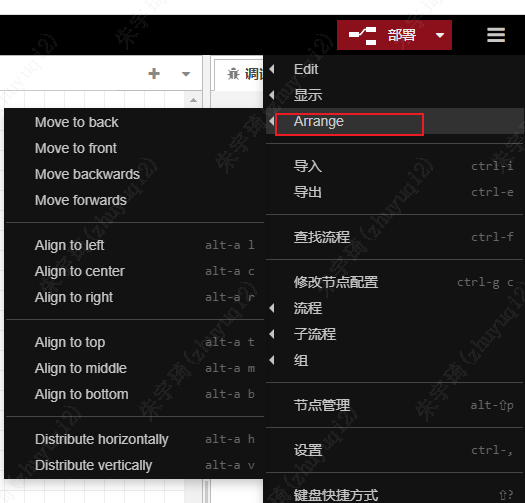 部署
调试
Edit
显示
Arrange
导入 ctrl-i
导出 ctrl-e
查找流程 ctrl-f
修改节点配置 ctrl-g c
流程
子流程
组
节点管理 alt-⇧p
设置 ctrl-,
键盘快捷方式 ⇧?
Move to back
Move to front
Move backwards
Move forwards
Align to left alt-a l
Align to center alt-a c
Align to right alt-a r
Align to top alt-a t
Align to middle alt-a m
Align to bottom alt-a b
Distribute horizontally alt-a h
Distribute vertically alt-a v
朱宇琦(zhuyuqi2)